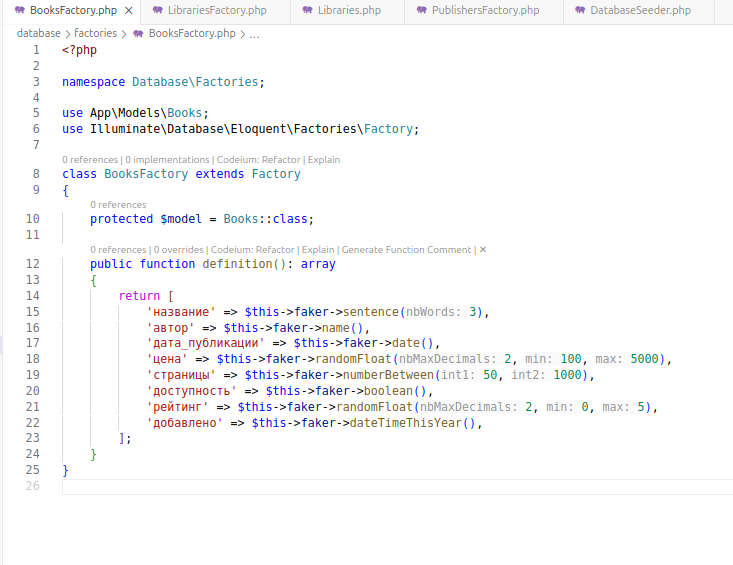 BooksFactory.php × LibrariesFactory.php Libraries.php PublishersFactory.php DatabaseSeeder.php
database > factories > BooksFactory.php > ...
1 <?php
2
3 namespace Database\Factories;
4
5 use App\Models\Books;
6 use Illuminate\Database\Eloquent\Factories\Factory;
7
0 references | 0 implementations | Codeium: Refactor | Explain
8 class BooksFactory extends Factory
9 {
0 references
10 protected $model = Books::class;
11
0 references | 0 overrides | Codeium: Refactor | Explain | Generate Function Comment | ×
12 public function definition(): array
13 {
14 return [
15 'название' => $this->faker->sentence(nbWords: 3),
16 'автор' => $this->faker->name(),
17 'дата_публикации' => $this->faker->date(),
18 'цена' => $this->faker->randomFloat(nbMaxDecimals: 2, min: 100, max: 5000),
19 'страницы' => $this->faker->numberBetween(int1: 50, int2: 1000),
20 'доступность' => $this->faker->boolean(),
21 'рейтинг' => $this->faker->randomFloat(nbMaxDecimals: 2, min: 0, max: 5),
22 'добавлено' => $this->faker->dateTimeThisYear(),
23 ];
24 }
25 }
26